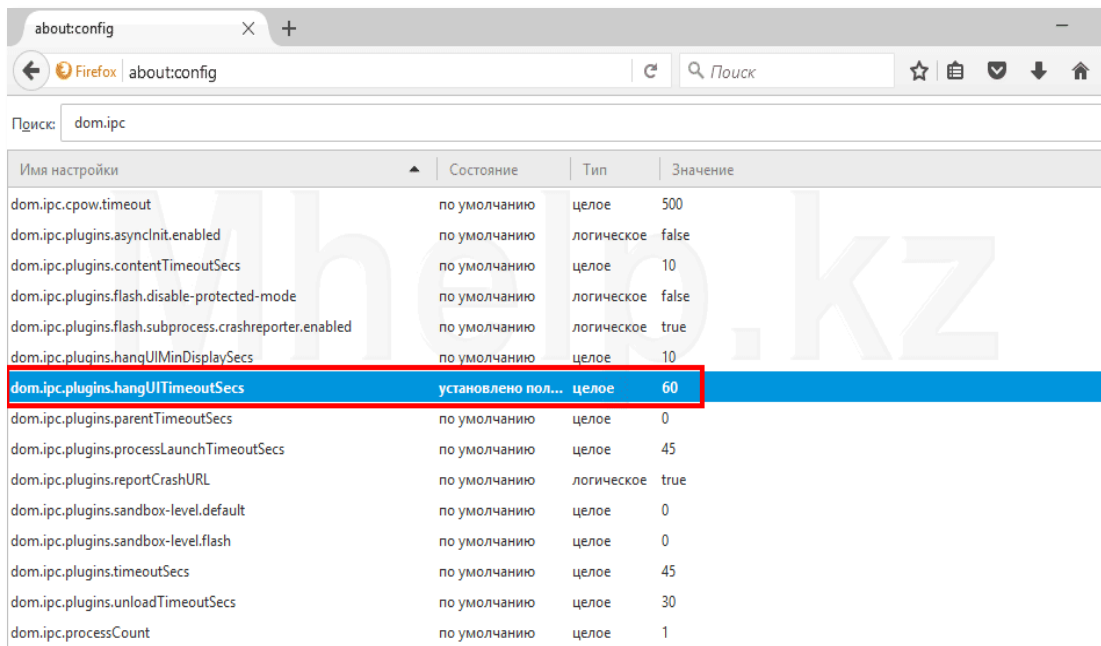 about:config
Firefox about:config Поиск
Поиск: dom.ipc
Имя настройки Состояние Тип Значение
dom.ipc.cpow.timeout по умолчанию целое 500
dom.ipc.plugins.asyncInit.enabled по умолчанию логическое false
dom.ipc.plugins.contentTimeoutSecs по умолчанию целое 10
dom.ipc.plugins.flash.disable-protected-mode по умолчанию логическое false
dom.ipc.plugins.flash.subprocess.crashreporter.enabled по умолчанию логическое true
dom.ipc.plugins.hangUIMinDisplaySecs по умолчанию целое 10
dom.ipc.plugins.hangUITimeoutSecs установлено пол... целое 60
dom.ipc.plugins.parentTimeoutSecs по умолчанию целое 0
dom.ipc.plugins.processLaunchTimeoutSecs по умолчанию целое 45
dom.ipc.plugins.reportCrashURL по умолчанию логическое true
dom.ipc.plugins.sandbox-level.default по умолчанию целое 0
dom.ipc.plugins.sandbox-level.flash по умолчанию целое 0
dom.ipc.plugins.timeoutSecs по умолчанию целое 45
dom.ipc.plugins.unloadTimeoutSecs по умолчанию целое 30
dom.ipc.processCount по умолчанию целое 1
Mhelp.kz